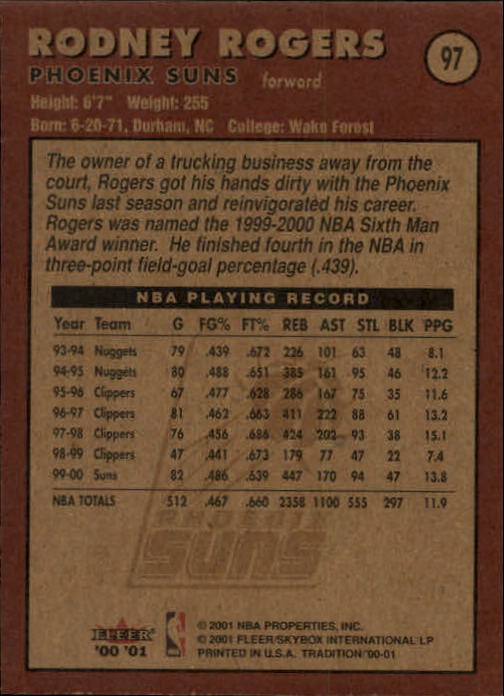 RODNEY ROGERS
97
PHOENIX SUNS forward
Height: 6'7" Weight: 255
Born: 6-20-71, Durham, NC College: Wake Forest
The owner of a trucking business away from the
court, Rogers got his hands dirty with the Phoenix
Suns last season and reinvigorated his career.
Rogers was named the 1999-2000 NBA Sixth Man
Award winner. He finished fourth in the NBA in
three-point field-goal percentage (.439).
NBA PLAYING RECORD
Year Team G FG% FT% REB AST STL BLK PPG
93-94 Nuggets 79 .439 .672 226 101 63 48 8.1
94-95 Nuggets 80 .488 .651 385 161 95 46 12.2
95-96 Clippers 67 .477 .628 286 167 75 35 11.6
96-97 Clippers 81 .462 .663 411 222 88 61 13.2
97-98 Clippers 76 .456 .686 424 202 93 38 15.1
98-99 Clippers 47 .441 .673 179 77 47 22 7.4
99-00 Suns 82 .486 .639 447 170 94 47 13.8
NBA TOTALS 512 .467 .660 2358 1100 555 297 11.9
PHOENIX
SUNS
FLEER
'00 '01
© 2001 NBA PROPERTIES, INC.
© 2001 FLEER/SKYBOX INTERNATIONAL LP
PRINTED IN U.S.A. TRADITION '00-01